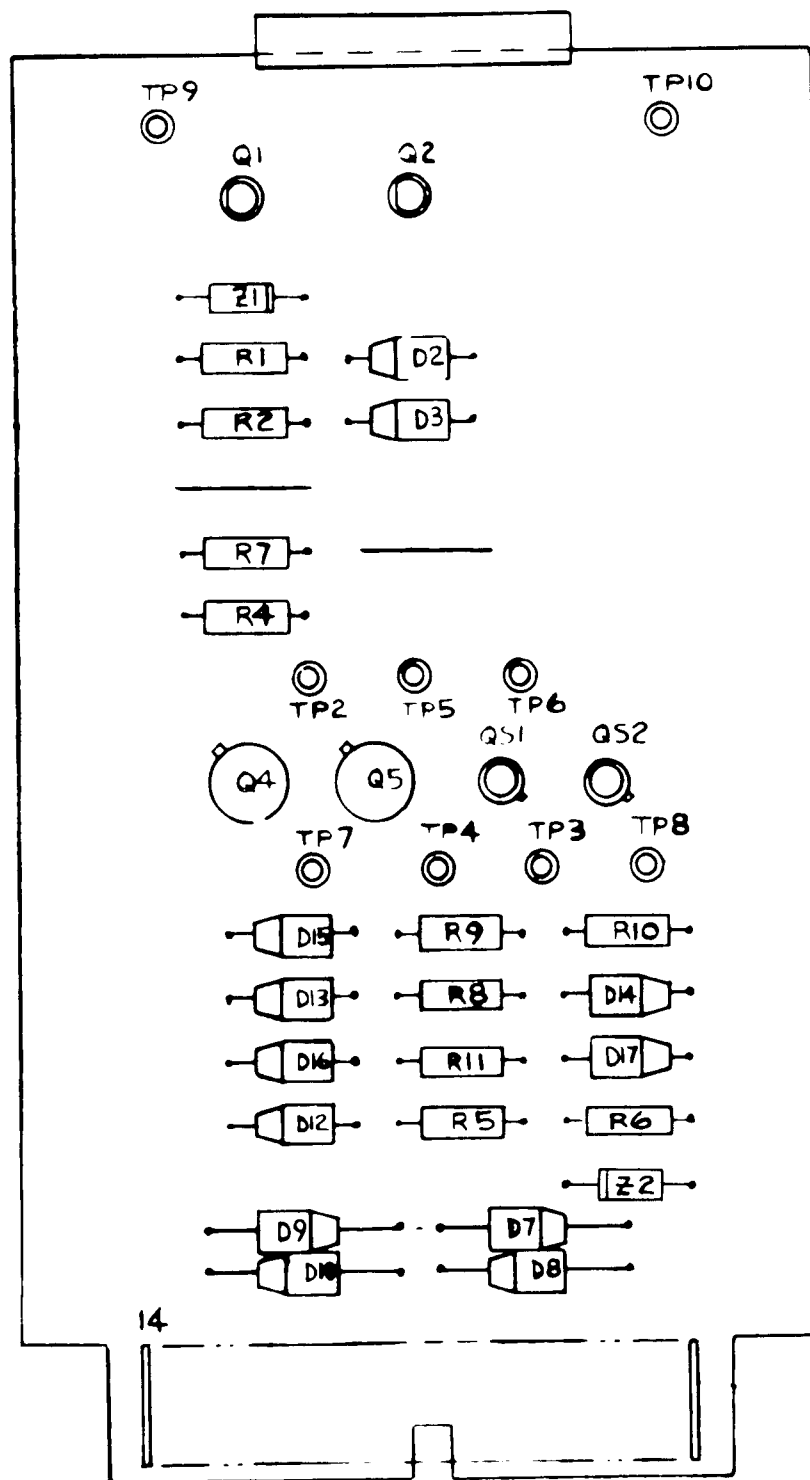 TP9 TP10
Q1 Q2
Z1
R1 D2
R2 D3
R7
R4
TP2 TP5 TP6
QS1 QS2
Q4 Q5
TP7 TP4 TP3 TP8
D15 R9 R10
D13 R8 D14
D16 R11 D17
D12 R5 R6
Z2
D9 D7
D10 D8
14